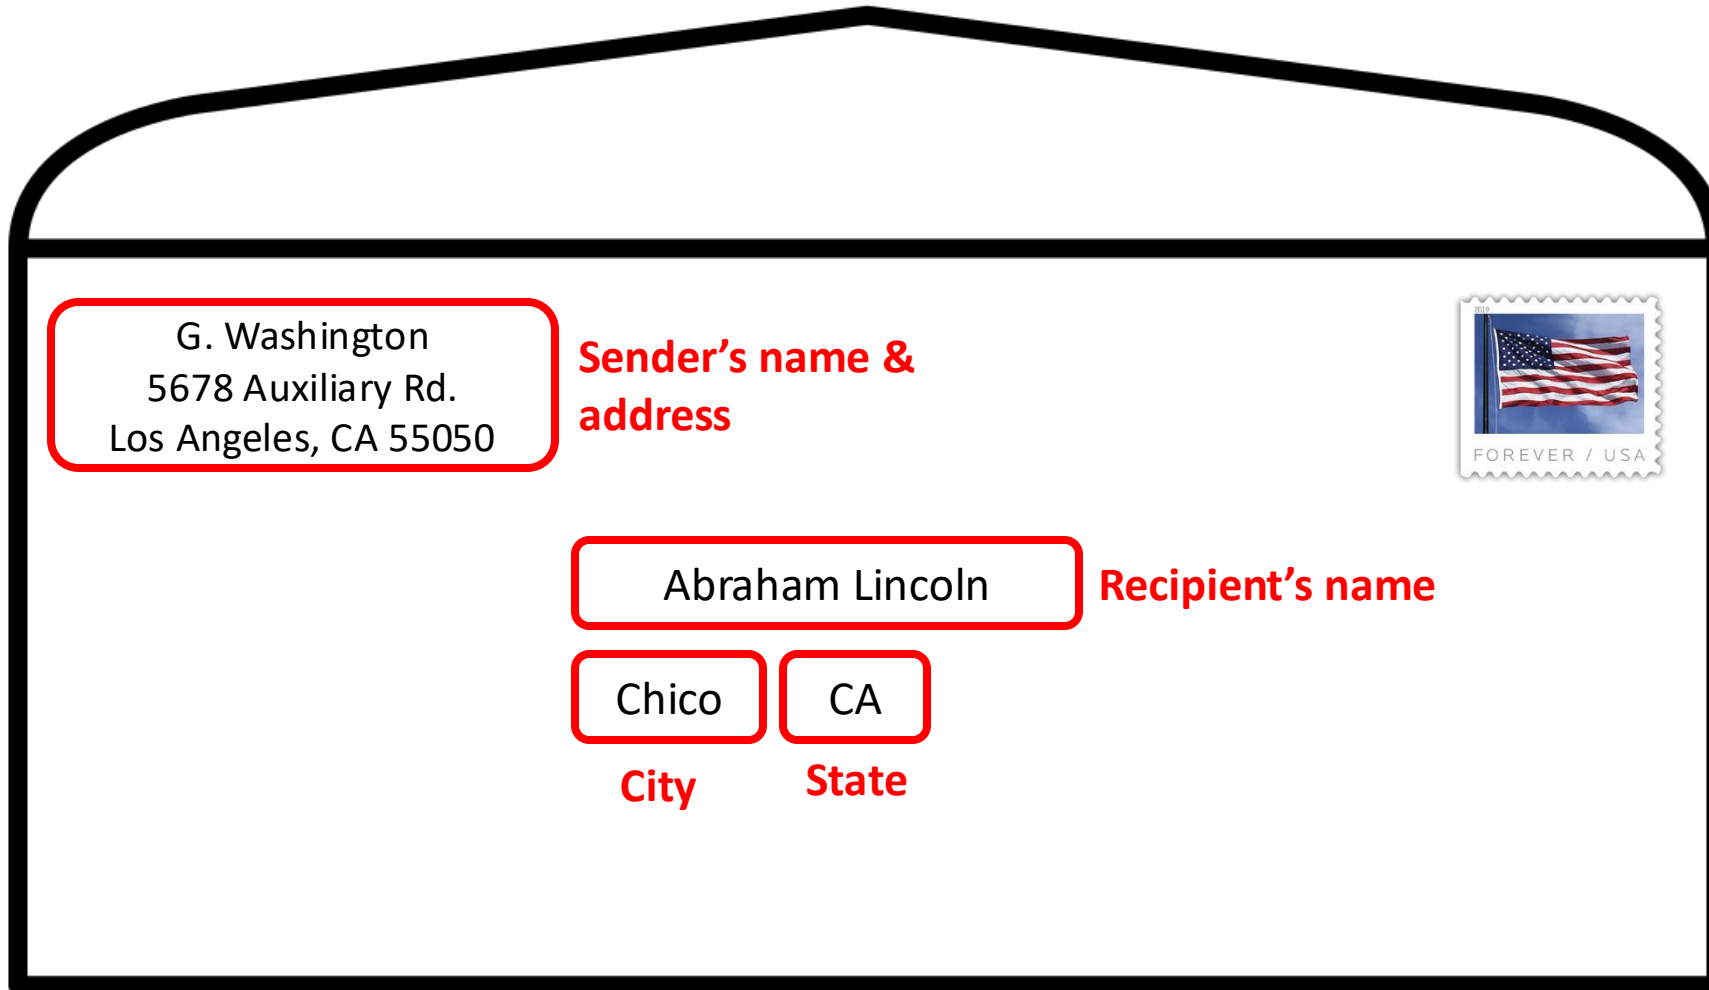 G. Washington
5678 Auxiliary Rd.
Los Angeles, CA 55050
Sender’s name &
address
2019
FOREVER / USA
Abraham Lincoln
Recipient’s name
Chico
CA
City
State